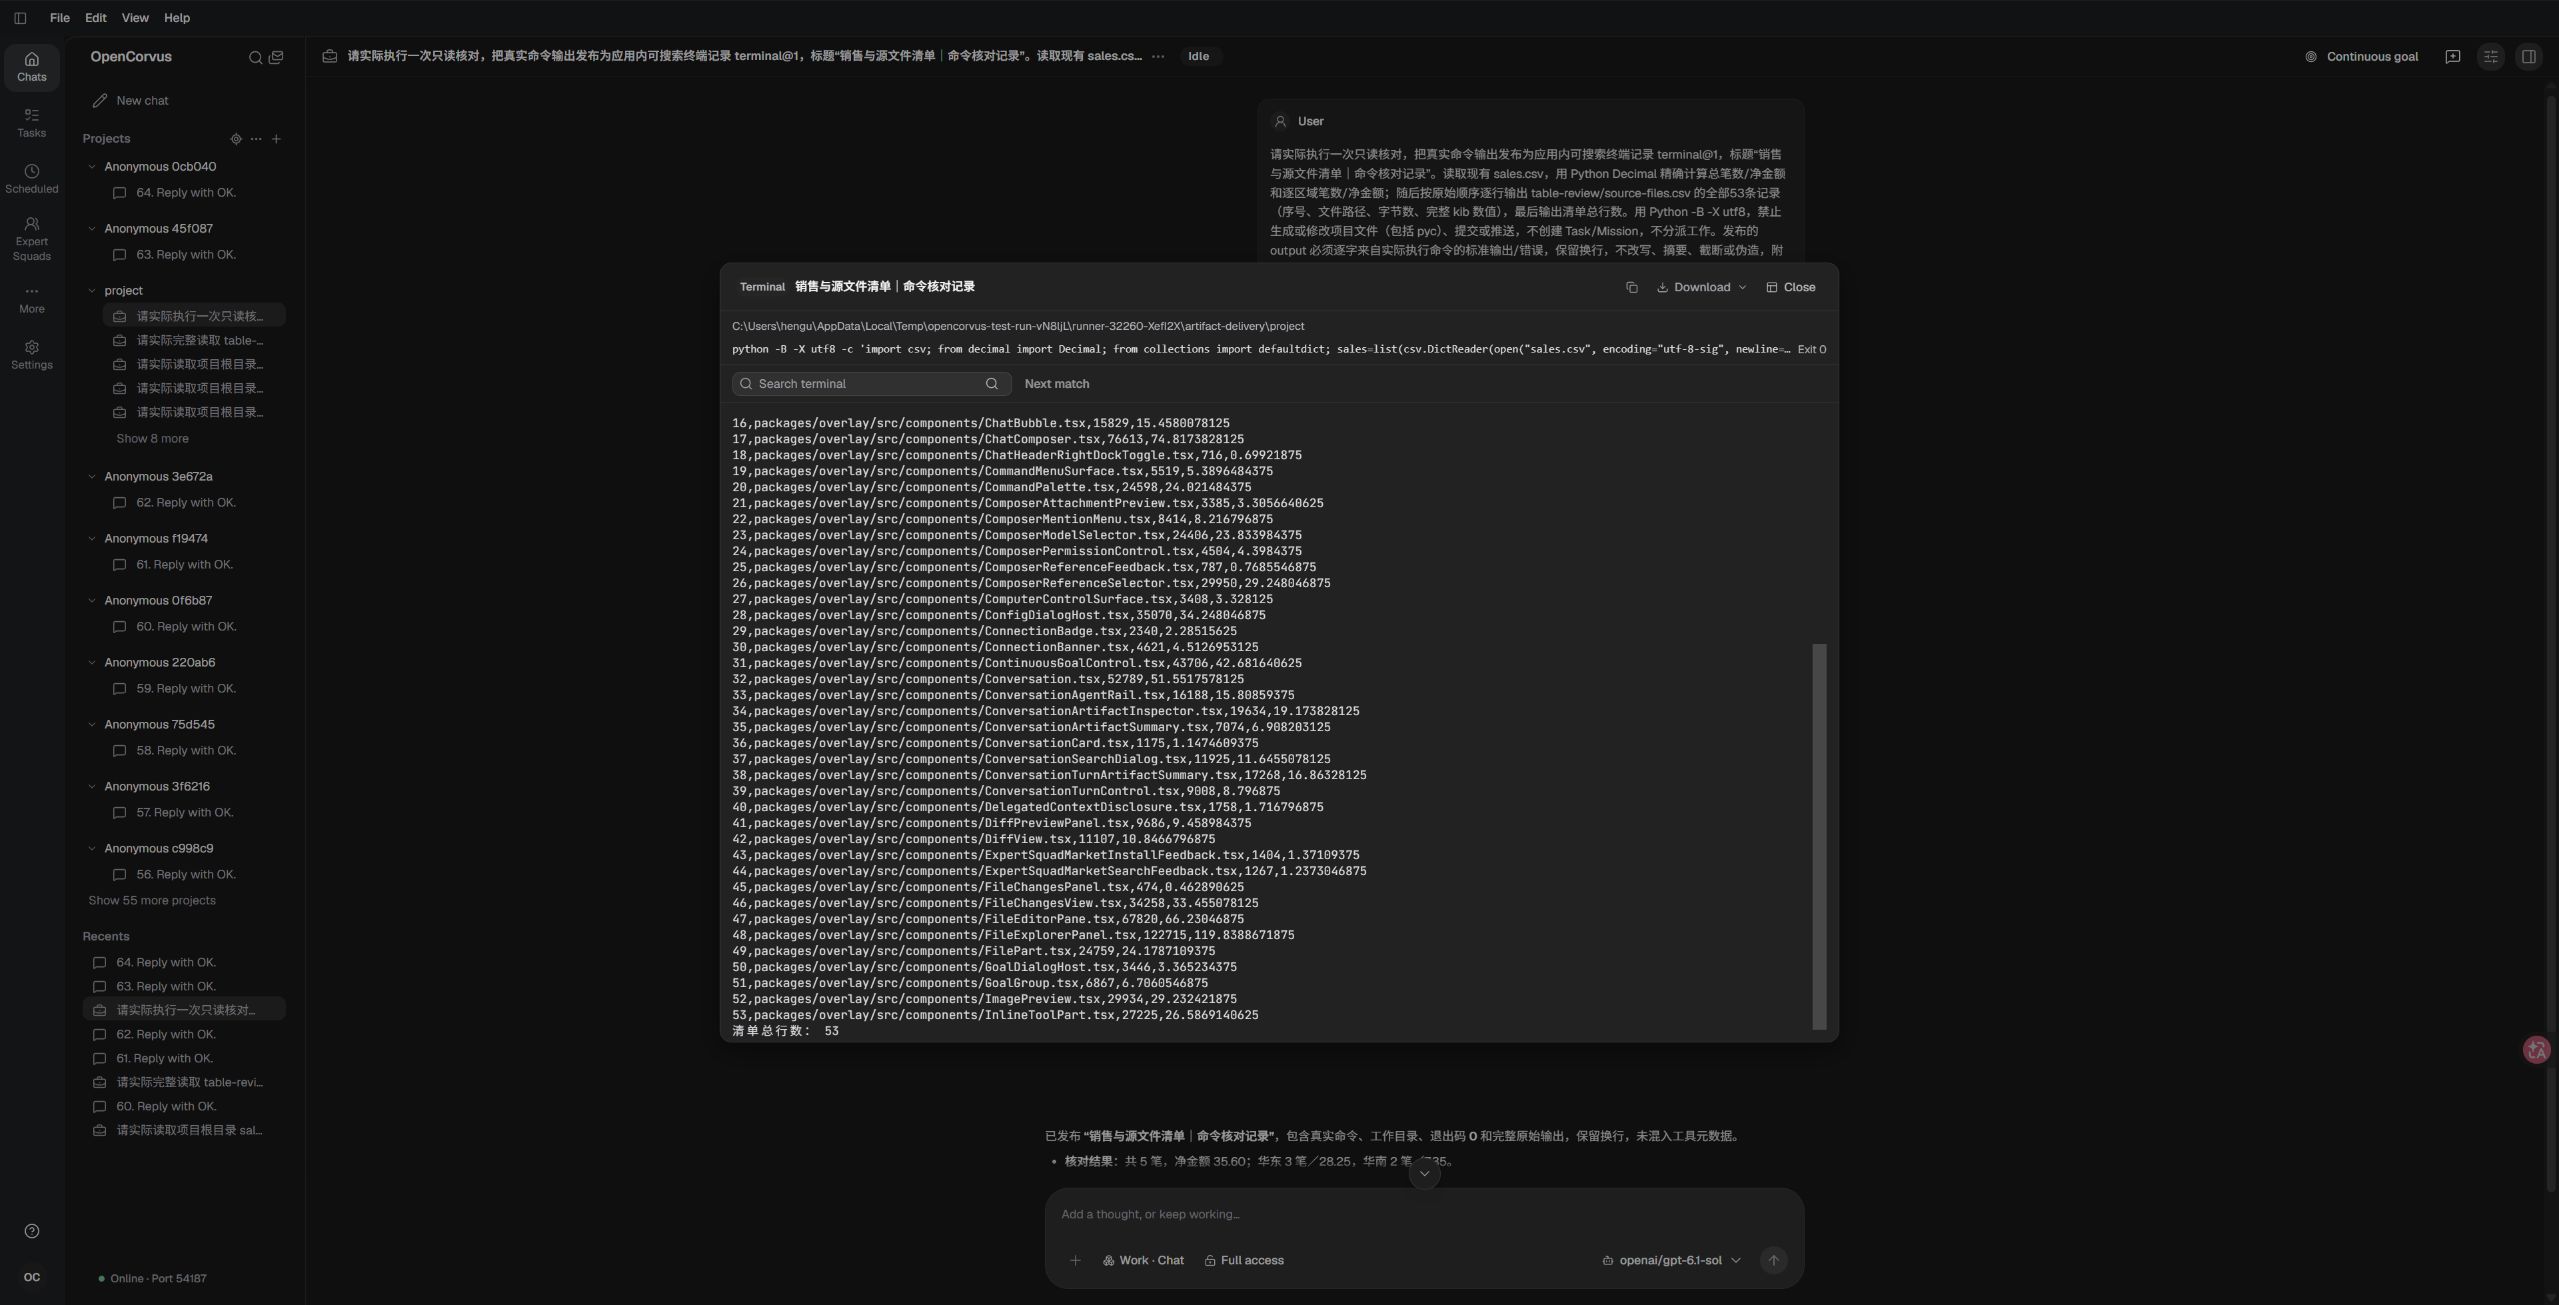 File Edit View Help
Chats
Tasks
Scheduled
Expert
Squads
More
Settings
OC
OpenCorvus
New chat
Projects
Anonymous 0cb040
64. Reply with OK.
Anonymous 45f087
63. Reply with OK.
project
请实际执行一次只读核...
请实际完整读取 table-...
请实际读取项目根目录...
请实际读取项目根目录...
请实际读取项目根目录...
Show 8 more
Anonymous 3e672a
62. Reply with OK.
Anonymous f19474
61. Reply with OK.
Anonymous 0f6b87
60. Reply with OK.
Anonymous 220ab6
59. Reply with OK.
Anonymous 75d545
58. Reply with OK.
Anonymous 3f6216
57. Reply with OK.
Anonymous c998c9
56. Reply with OK.
Show 55 more projects
Recents
64. Reply with OK.
63. Reply with OK.
请实际执行一次只读核对...
62. Reply with OK.
61. Reply with OK.
请实际完整读取 table-revi...
60. Reply with OK.
请实际读取项目根目录 sal...
Online · Port 54187
请实际执行一次只读核对，把真实命令输出发布为应用内可搜索终端记录 terminal@1，标题“销售与源文件清单｜命令核对记录”。读取现有 sales.cs... ··· Idle
Continuous goal
User
请实际执行一次只读核对，把真实命令输出发布为应用内可搜索终端记录 terminal@1，标题“销售
与源文件清单｜命令核对记录”。读取现有 sales.csv，用 Python Decimal 精确计算总笔数/净金额
和逐区域笔数/净金额；随后按原始顺序逐行输出 table-review/source-files.csv 的全部53条记录
（序号、文件路径、字节数、完整 kib 数值），最后输出清单总行数。用 Python -B -X utf8，禁止
生成或修改项目文件（包括 pyc）、提交或推送，不创建 Task/Mission，不分派工作。发布的
output 必须逐字来自实际执行命令的标准输出/错误，保留换行，不改写、摘要、截断或伪造，附
Terminal 销售与源文件清单｜命令核对记录
Download Close
C:\Users\hengu\AppData\Local\Temp\opencorvus-test-run-vN8ljL\runner-32260-XefI2X\artifact-delivery\project
python -B -X utf8 -c 'import csv; from decimal import Decimal; from collections import defaultdict; sales=list(csv.DictReader(open("sales.csv", encoding="utf-8-sig", newline=... Exit 0
Search terminal Next match
16,packages/overlay/src/components/ChatBubble.tsx,15829,15.4580078125
17,packages/overlay/src/components/ChatComposer.tsx,76613,74.8173828125
18,packages/overlay/src/components/ChatHeaderRightDockToggle.tsx,716,0.69921875
19,packages/overlay/src/components/CommandMenuSurface.tsx,5519,5.3896484375
20,packages/overlay/src/components/CommandPalette.tsx,24598,24.021484375
21,packages/overlay/src/components/ComposerAttachmentPreview.tsx,3385,3.3056640625
22,packages/overlay/src/components/ComposerMentionMenu.tsx,8414,8.216796875
23,packages/overlay/src/components/ComposerModelSelector.tsx,24406,23.833984375
24,packages/overlay/src/components/ComposerPermissionControl.tsx,4504,4.3984375
25,packages/overlay/src/components/ComposerReferenceFeedback.tsx,787,0.7685546875
26,packages/overlay/src/components/ComposerReferenceSelector.tsx,29950,29.248046875
27,packages/overlay/src/components/ComputerControlSurface.tsx,3408,3.328125
28,packages/overlay/src/components/ConfigDialogHost.tsx,35070,34.248046875
29,packages/overlay/src/components/ConnectionBadge.tsx,2340,2.28515625
30,packages/overlay/src/components/ConnectionBanner.tsx,4621,4.5126953125
31,packages/overlay/src/components/ContinuousGoalControl.tsx,43706,42.681640625
32,packages/overlay/src/components/Conversation.tsx,52789,51.5517578125
33,packages/overlay/src/components/ConversationAgentRail.tsx,16188,15.80859375
34,packages/overlay/src/components/ConversationArtifactInspector.tsx,19634,19.173828125
35,packages/overlay/src/components/ConversationArtifactSummary.tsx,7074,6.908203125
36,packages/overlay/src/components/ConversationCard.tsx,1175,1.1474609375
37,packages/overlay/src/components/ConversationSearchDialog.tsx,11925,11.6455078125
38,packages/overlay/src/components/ConversationTurnArtifactSummary.tsx,17268,16.86328125
39,packages/overlay/src/components/ConversationTurnControl.tsx,9008,8.796875
40,packages/overlay/src/components/DelegatedContextDisclosure.tsx,1758,1.716796875
41,packages/overlay/src/components/DiffPreviewPanel.tsx,9686,9.458984375
42,packages/overlay/src/components/DiffView.tsx,11107,10.8466796875
43,packages/overlay/src/components/ExpertSquadMarketInstallFeedback.tsx,1404,1.37109375
44,packages/overlay/src/components/ExpertSquadMarketSearchFeedback.tsx,1267,1.2373046875
45,packages/overlay/src/components/FileChangesPanel.tsx,474,0.462890625
46,packages/overlay/src/components/FileChangesView.tsx,34258,33.455078125
47,packages/overlay/src/components/FileEditorPane.tsx,67820,66.23046875
48,packages/overlay/src/components/FileExplorerPanel.tsx,122715,119.8388671875
49,packages/overlay/src/components/FilePart.tsx,24759,24.1787109375
50,packages/overlay/src/components/GoalDialogHost.tsx,3446,3.365234375
51,packages/overlay/src/components/GoalGroup.tsx,6867,6.7060546875
52,packages/overlay/src/components/ImagePreview.tsx,29934,29.232421875
53,packages/overlay/src/components/InlineToolPart.tsx,27225,26.5869140625
清单总行数： 53
已发布 “销售与源文件清单｜命令核对记录”，包含真实命令、工作目录、退出码 0 和完整原始输出，保留换行，未混入工具元数据。
• 核对结果：共 5 笔，净金额 35.60；华东 3 笔／28.25，华南 2 笔
Add a thought, or keep working...
Work · Chat Full access openai/gpt-6.1-sol